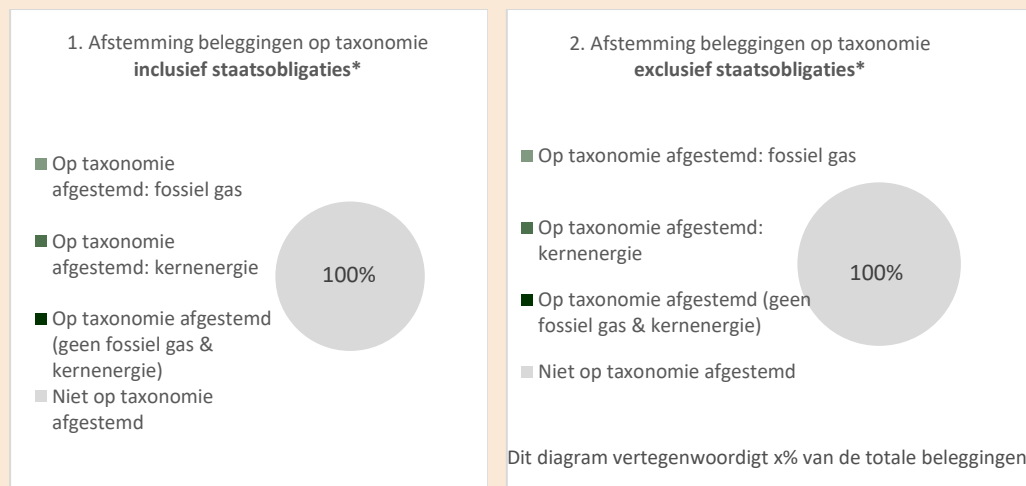 1. Afstemming beleggingen op taxonomie
inclusief staatsobligaties*
Op taxonomie
afgestemd: fossiel gas
Op taxonomie
afgestemd: kernenergie
Op taxonomie afgestemd
(geen fossiel gas &
kernenergie)
Niet op taxonomie
afgestemd
100%
2. Afstemming beleggingen op taxonomie
exclusief staatsobligaties*
Op taxonomie afgestemd: fossiel gas
Op taxonomie afgestemd:
kernenergie
Op taxonomie afgestemd (geen
fossiel gas & kernenergie)
Niet op taxonomie afgestemd
100%
Dit diagram vertegenwoordigt x% van de totale beleggingen